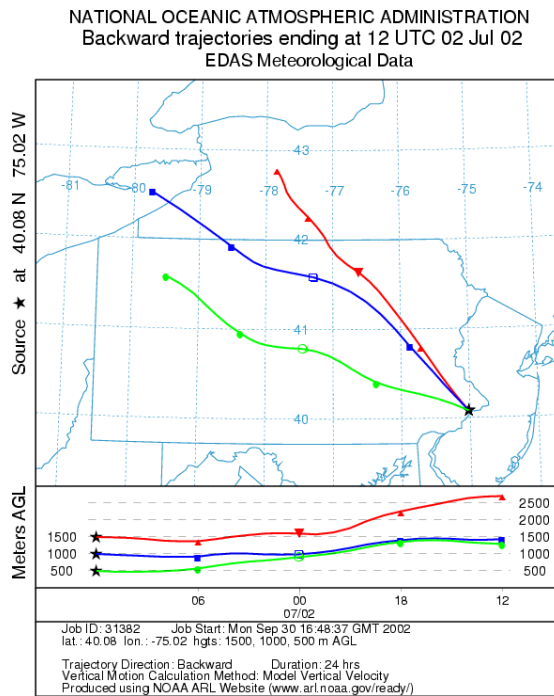 NATIONAL OCEANIC ATMOSPHERIC ADMINISTRATION
Backward trajectories ending at 12 UTC 02 Jul 02
EDAS Meteorological Data
Source ★ at 40.08 N 75.02 W
43
-81 -80 -79 -78 -77 -76 -75 -74
42
41
40
Meters AGL
2500
1500 2000
1000 1500
500 1000
500
06 00 18 12
07/02
Job ID: 31382 Job Start: Mon Sep 30 16:48:37 GMT 2002
lat.: 40.08 lon.: -75.02 hgts: 1500, 1000, 500 m AGL
Trajectory Direction: Backward Duration: 24 hrs
Vertical Motion Calculation Method: Model Vertical Velocity
Produced using NOAA ARL Website (www.arl.noaa.gov/ready/)